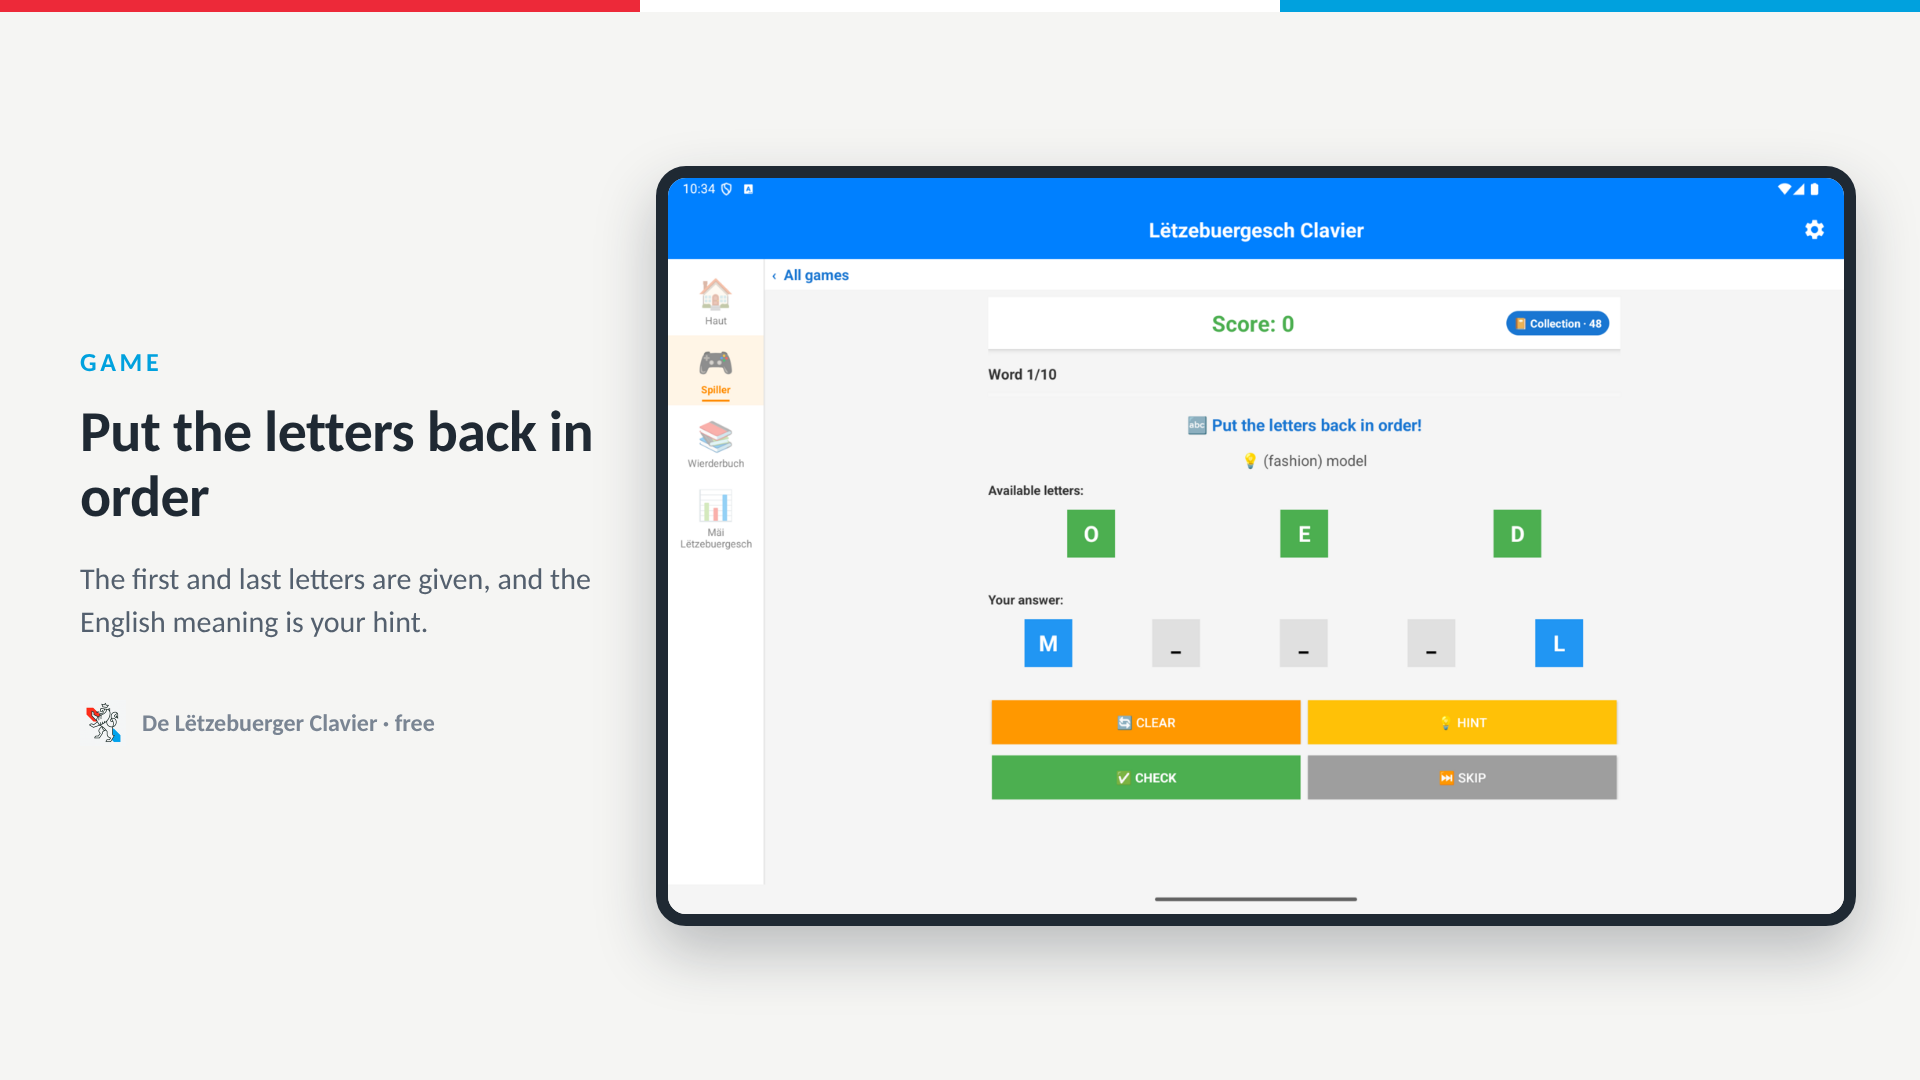 GAME
Put the letters back in
order
The first and last letters are given, and the
English meaning is your hint.
De Lëtzebuerger Clavier · free
10:34
Lëtzebuergesch Clavier
‹ All games
Haut
Spiller
Wierderbuch
Mäi
Lëtzebuergesch
Score: 0
Collection · 48
Word 1/10
abc Put the letters back in order!
(fashion) model
Available letters:
O E D
Your answer:
M _ _ _ L
CLEAR
HINT
CHECK
SKIP